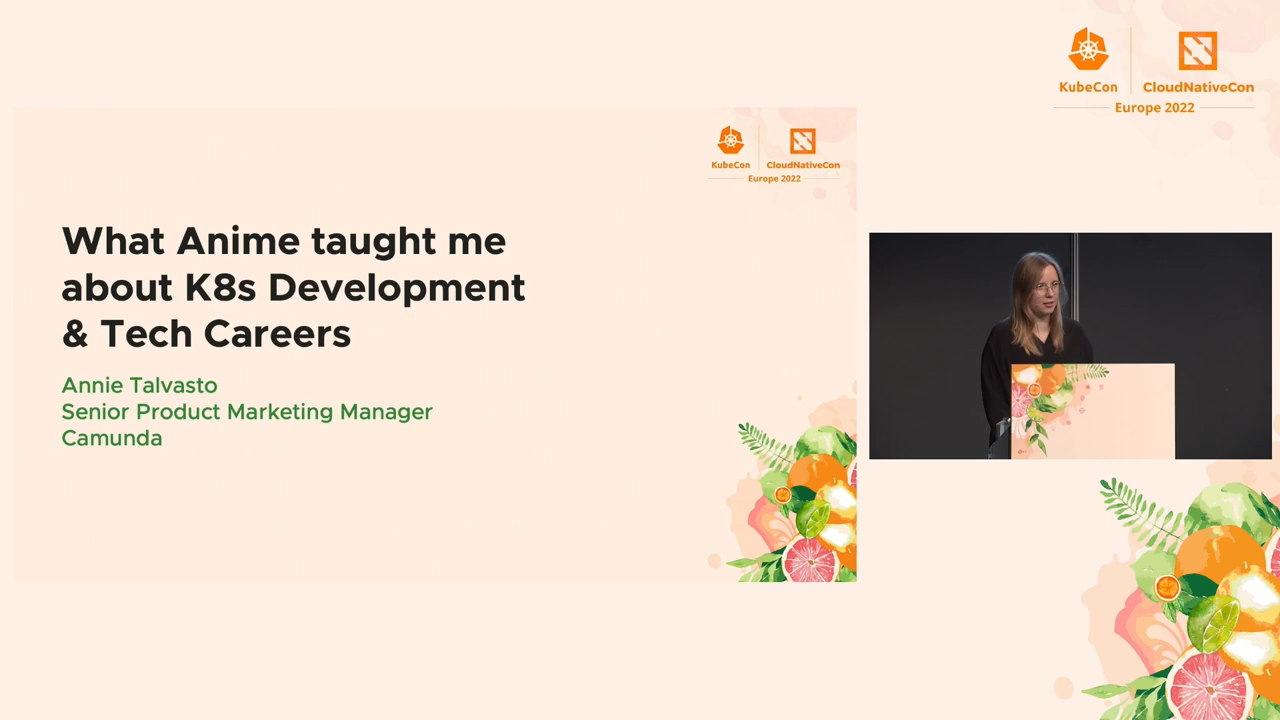 KubeCon
CloudNativeCon
Europe 2022
KubeCon
CloudNativeCon
Europe 2022
What Anime taught me
about K8s Development
& Tech Careers
Annie Talvasto
Senior Product Marketing Manager
Camunda